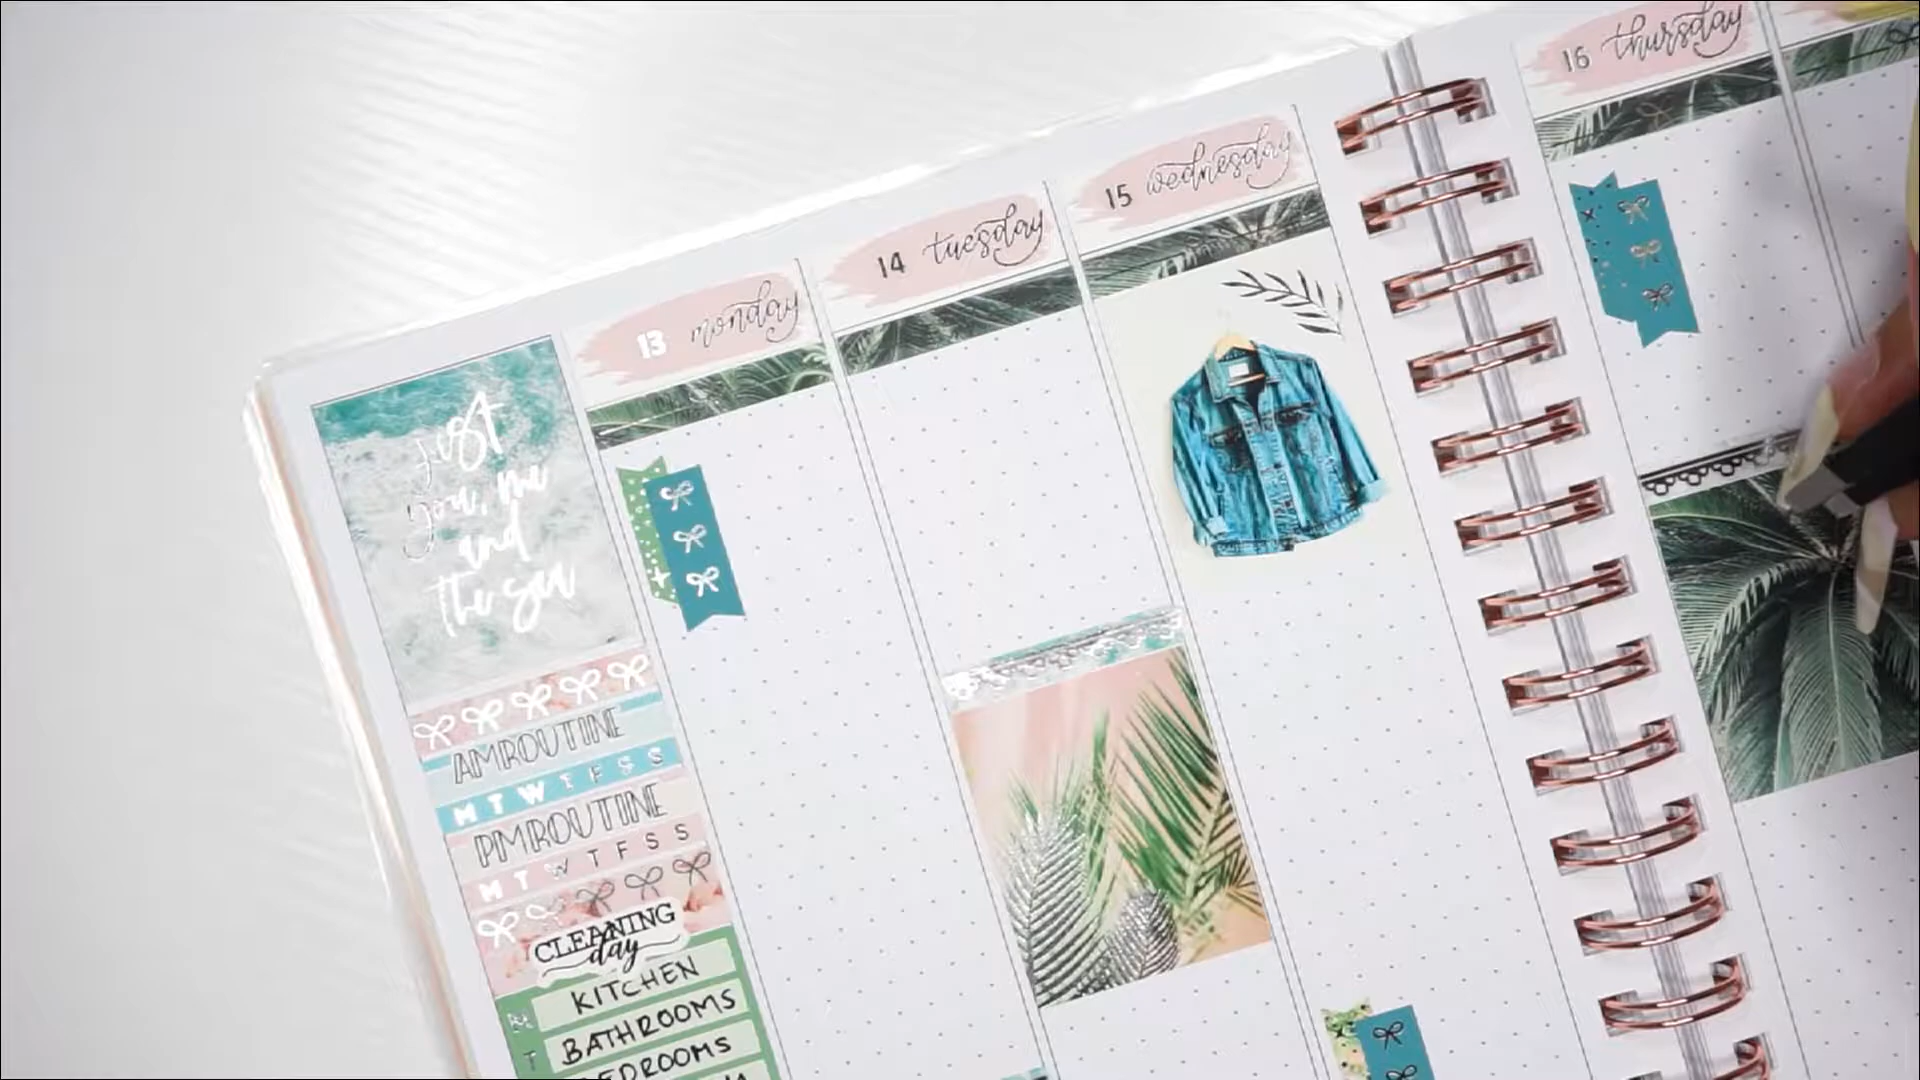 13 monday
14 tuesday
15 wednesday
16 thursday
Just
you, me
and
the sea
AM ROUTINE
M T W T F S S
PM ROUTINE
M T W T F S S
CLEANING
day
M KITCHEN
T BATHROOMS
BEDROOMS